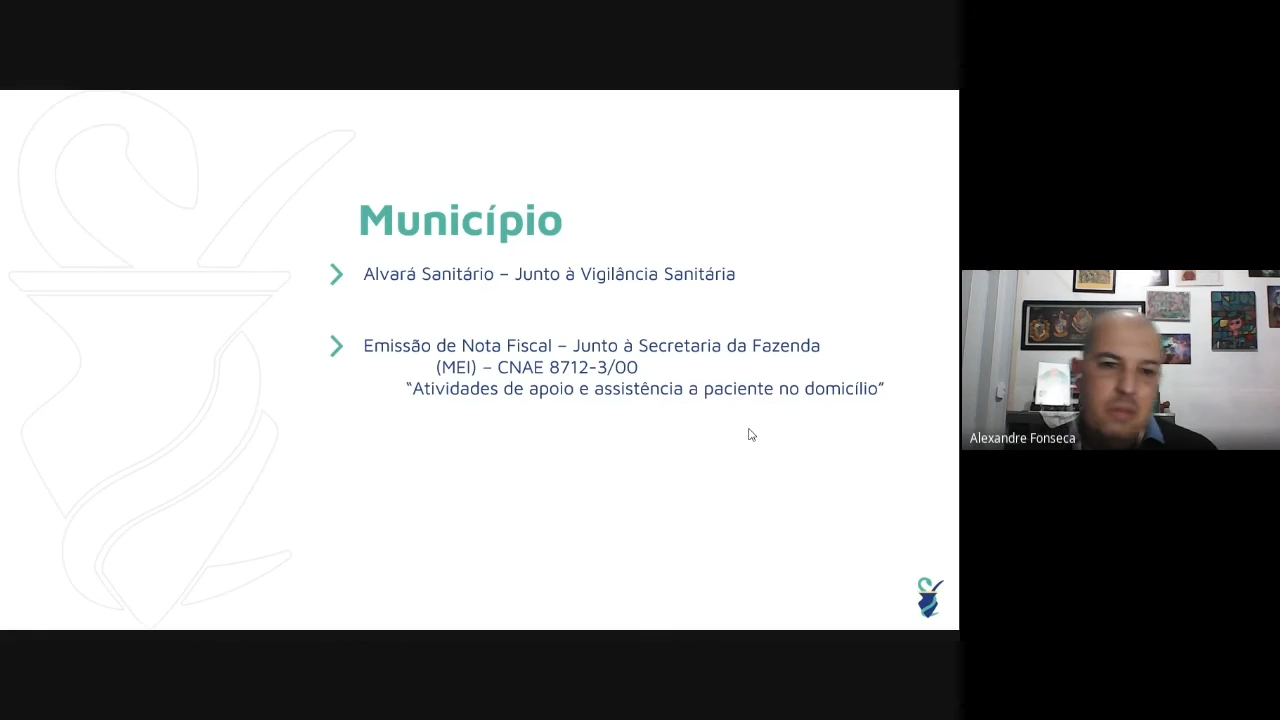 Município
Alvará Sanitário – Junto à Vigilância Sanitária
Emissão de Nota Fiscal – Junto à Secretaria da Fazenda
(MEI) – CNAE 8712-3/00
“Atividades de apoio e assistência a paciente no domicílio”
Alexandre Fonseca